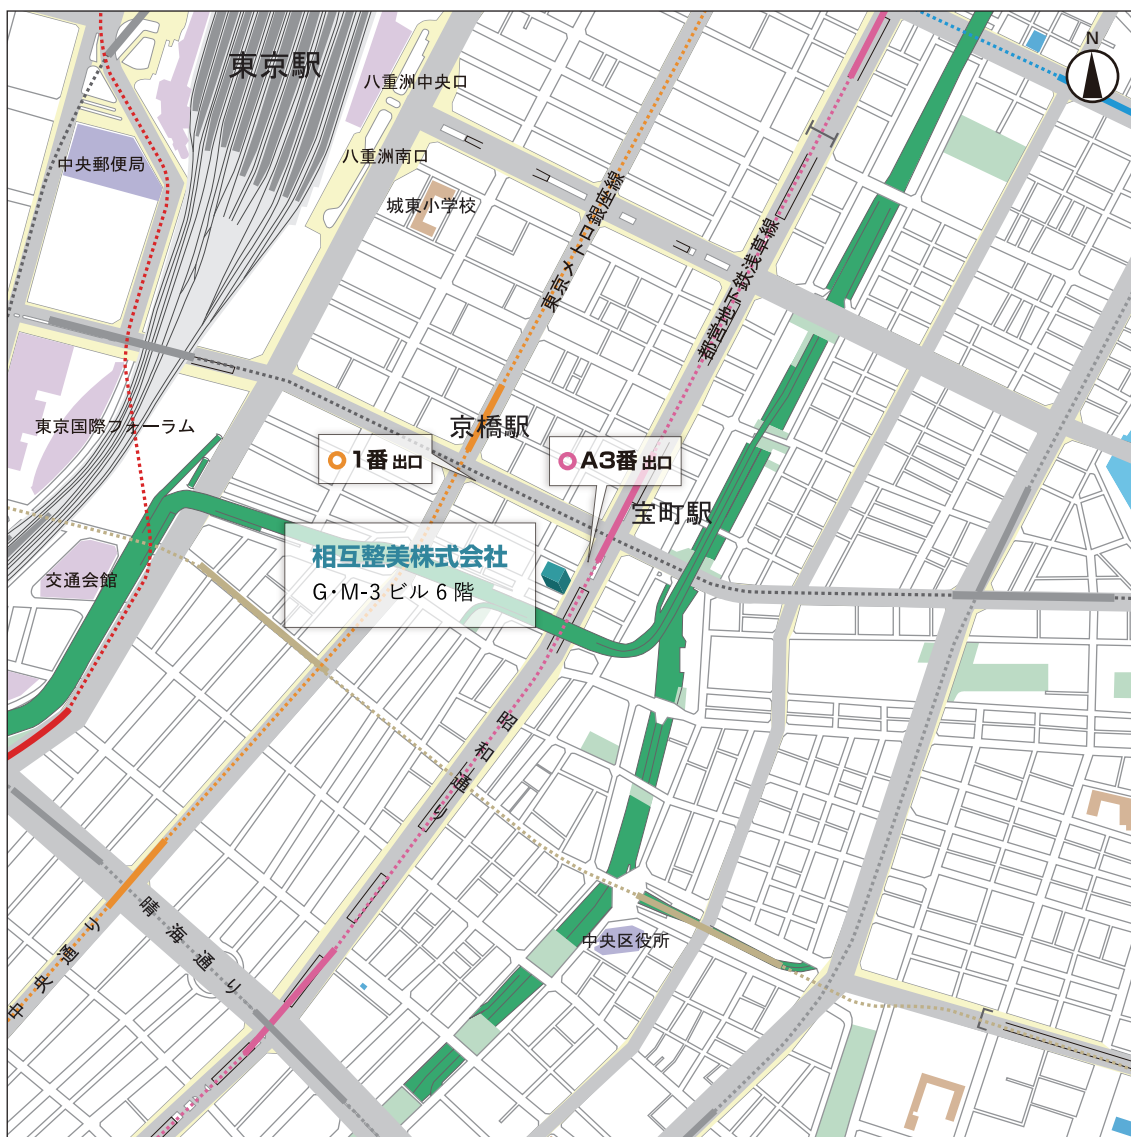 東京駅
N
八重洲中央口
中央郵便局
八重洲南口
城東小学校
東京メトロ銀座線
都営地下鉄浅草線
東京国際フォーラム
京橋駅
1番 出口
A3番 出口
宝町駅
相互整美株式会社
G・M-3 ビル 6 階
交通会館
昭和通り
晴海通り
中央通り
中央区役所